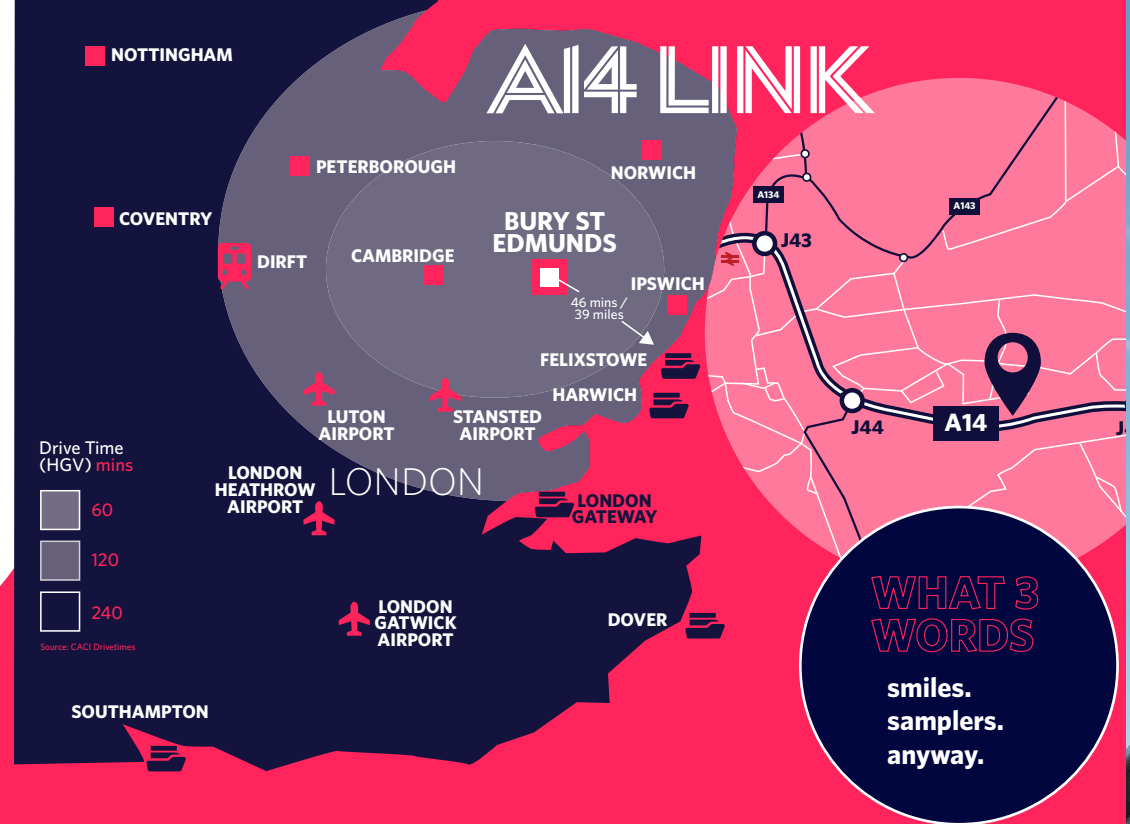 A14 LINK
NOTTINGHAM
PETERBOROUGH
NORWICH
COVENTRY
BURY ST
EDMUNDS
CAMBRIDGE
DIRFT
IPSWICH
46 mins /
39 miles
FELIXSTOWE
HARWICH
LUTON
AIRPORT
STANSTED
AIRPORT
LONDON
LONDON
HEATHROW
AIRPORT
LONDON
GATEWAY
LONDON
GATWICK
AIRPORT
DOVER
SOUTHAMPTON
Drive Time
(HGV) mins
60
120
240
Source: CACI Drivetimes
A134
A143
J43
J44
A14
WHAT 3
WORDS
smiles.
samplers.
anyway.